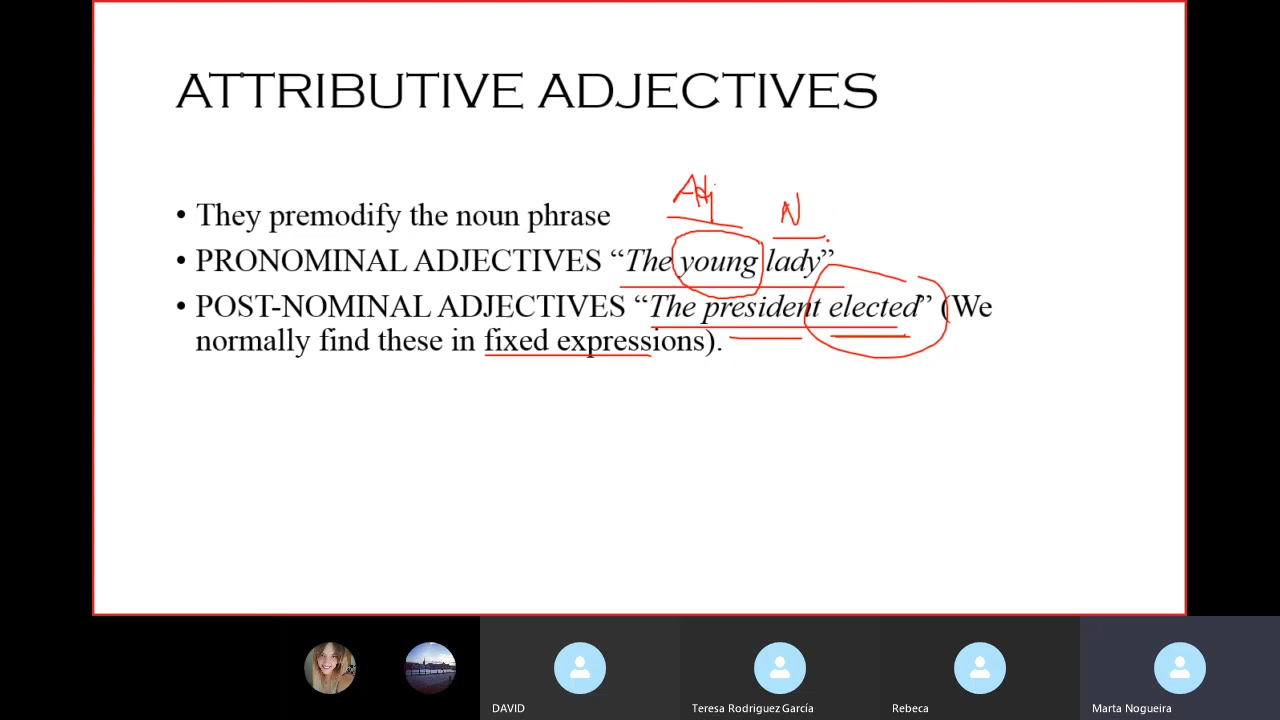 ATTRIBUTIVE ADJECTIVES
Adj N
• They premodify the noun phrase
• PRONOMINAL ADJECTIVES “The young lady”
• POST-NOMINAL ADJECTIVES “The president elected” (We
normally find these in fixed expressions).
DAVID
Teresa Rodriguez García
Rebeca
Marta Nogueira